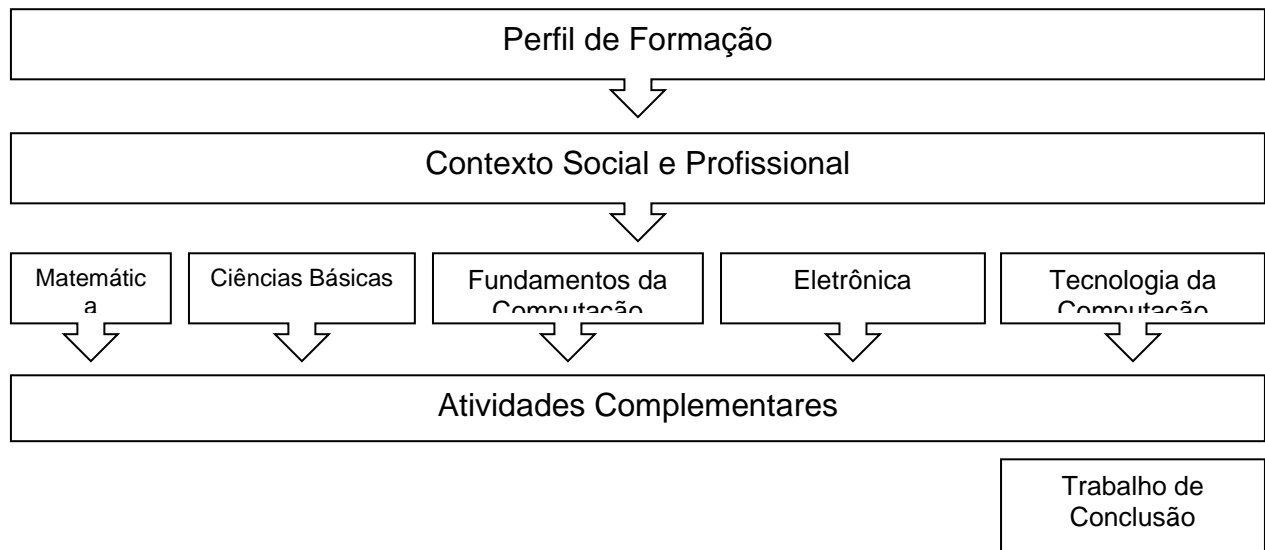 Perfil de Formação
Contexto Social e Profissional
Matemátic
a
Ciências Básicas
Fundamentos da
Computação
Eletrônica
Tecnologia da
Computação
Atividades Complementares
Trabalho de
Conclusão